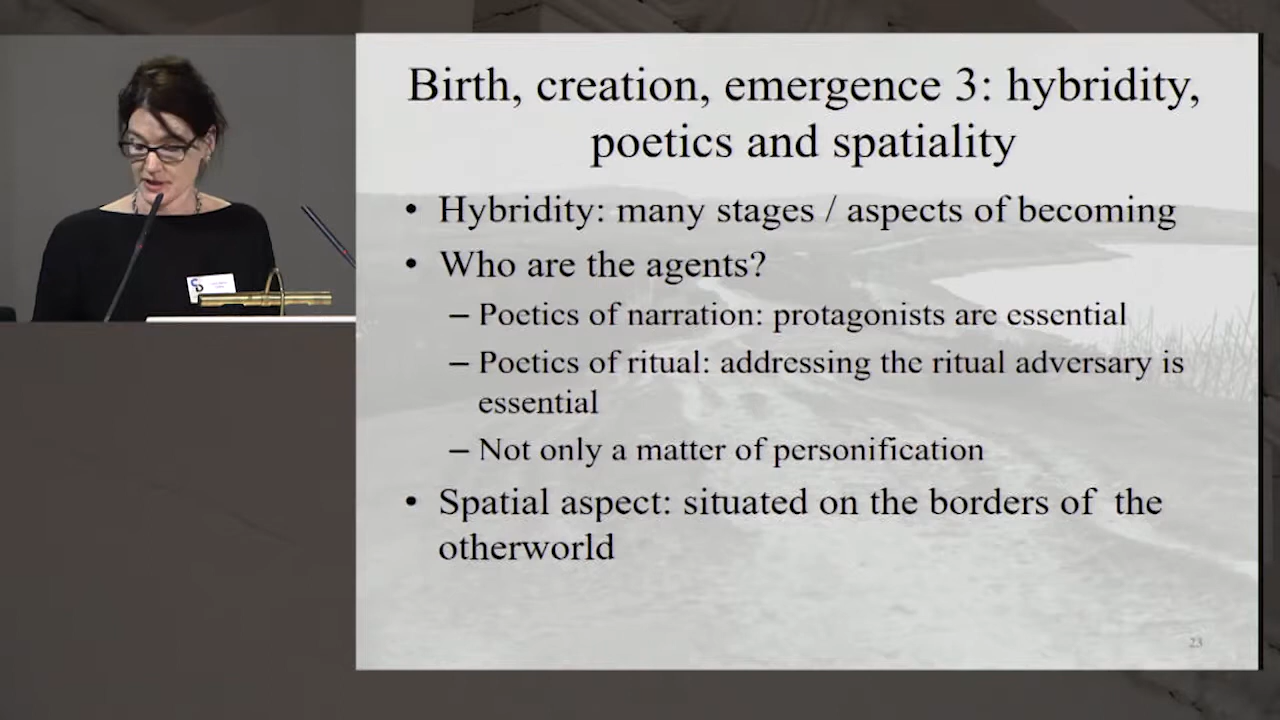 Birth, creation, emergence 3: hybridity,
poetics and spatiality
• Hybridity: many stages / aspects of becoming
• Who are the agents?
– Poetics of narration: protagonists are essential
– Poetics of ritual: addressing the ritual adversary is
essential
– Not only a matter of personification
• Spatial aspect: situated on the borders of the
otherworld
23